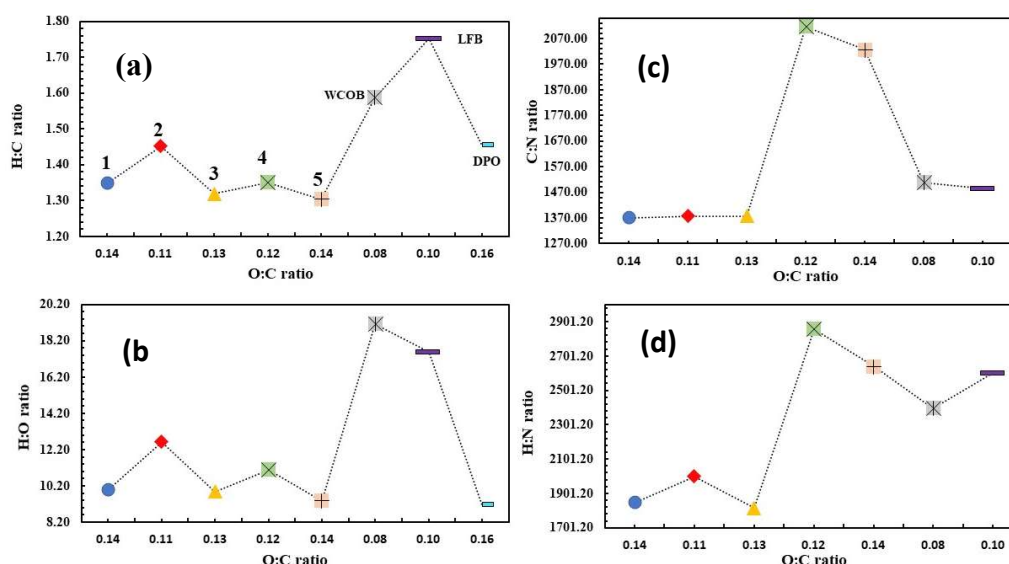 (a)
H:C ratio
1.80
1.70
1.60
1.50
1.40
1.30
1.20
1
2
3
4
5
WCOB
LFB
DPO
0.14 0.11 0.13 0.12 0.14 0.08 0.10 0.16
O:C ratio
(c)
C:N ratio
2070.00
1970.00
1870.00
1770.00
1670.00
1570.00
1470.00
1370.00
1270.00
0.14 0.11 0.13 0.12 0.14 0.08 0.10
O:C ratio
(b)
H:O ratio
20.20
18.20
16.20
14.20
12.20
10.20
8.20
0.14 0.11 0.13 0.12 0.14 0.08 0.10 0.16
O:C ratio
(d)
H:N ratio
2901.20
2701.20
2501.20
2301.20
2101.20
1901.20
1701.20
0.14 0.11 0.13 0.12 0.14 0.08 0.10
O:C ratio